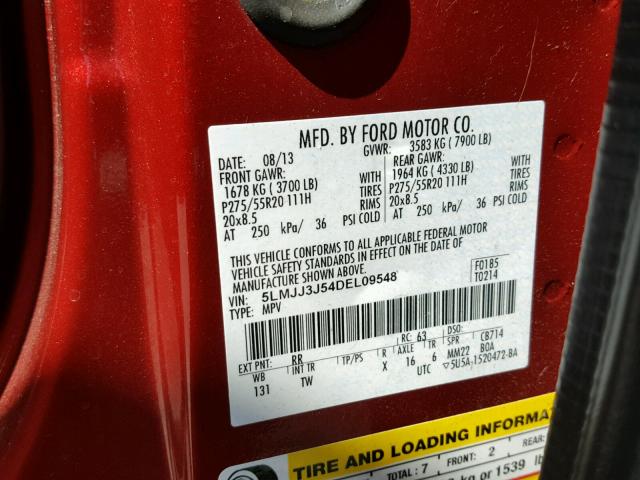 MFD. BY FORD MOTOR CO.
DATE: 08/13 GVWR: 3583 KG ( 7900 LB)
FRONT GAWR: REAR GAWR:
1678 KG ( 3700 LB) WITH 1964 KG ( 4330 LB) WITH
P275/55R20 111H TIRES P275/55R20 111H TIRES
20x8.5 RIMS 20x8.5 RIMS
AT 250 kPa/ 36 PSI COLD AT 250 kPa/ 36 PSI COLD
THIS VEHICLE CONFORMS TO ALL APPLICABLE FEDERAL MOTOR
VEHICLE SAFETY STANDARDS IN EFFECT ON THE DATE OF
MANUFACTURE SHOWN ABOVE.
VIN: 5LMJJ3J54DEL09548 F0185
TYPE: MPV T0214
EXT PNT: RR RC: 63 DSO:
WB INT TR TP/PS R AXLE TR SPR CB714
131 TW X 16 6 MM22 BOA
UTC ▽5U5A-1520472-BA
TIRE AND LOADING INFORMA
TOTAL: 7 FRONT: 2 REAR:
kg or 1539 lb